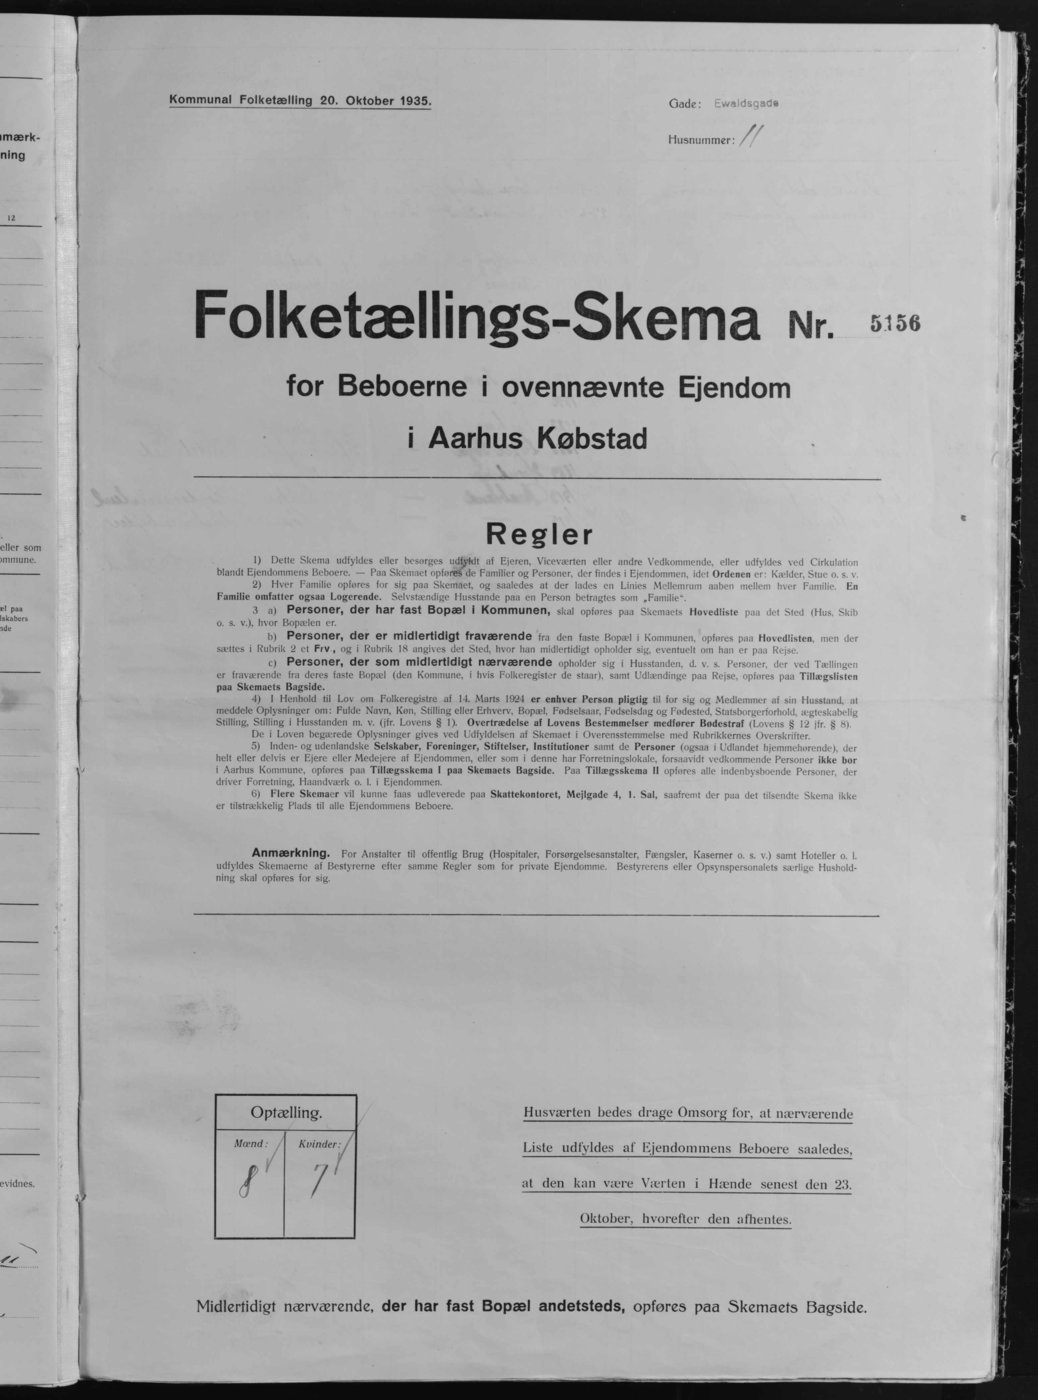 mærk-
ning
12
eller som
ommune.
el paa
lskabers
nde
evidnes.
Kommunal Folketælling 20. Oktober 1935.
Gade: Ewaldsgade
Husnummer: 11
Folketællings-Skema Nr. 5156
for Beboerne i ovennævnte Ejendom
i Aarhus Købstad
Regler
1) Dette Skema udfyldes eller besørges udfyldt af Ejeren, Viceværten eller andre Vedkommende, eller udfyldes ved Cirkulation
blandt Ejendommens Beboere. — Paa Skemaet opføres de Familier og Personer, der findes i Ejendommen, idet Ordenen er: Kælder, Stue o. s. v.
2) Hver Familie opføres for sig paa Skemaet, og saaledes at der lades en Linies Mellemrum aaben mellem hver Familie. En
Familie omfatter ogsaa Logerende. Selvstændige Husstande paa en Person betragtes som „Familie“.
3 a) Personer, der har fast Bopæl i Kommunen, skal opføres paa Skemaets Hovedliste paa det Sted (Hus, Skib
o. s. v.), hvor Bopælen er.
b) Personer, der er midlertidigt fraværende fra den faste Bopæl i Kommunen, opføres paa Hovedlisten, men der
sættes i Rubrik 2 et Frv., og i Rubrik 18 angives det Sted, hvor han midlertidigt opholder sig, eventuelt om han er paa Rejse.
c) Personer, der som midlertidigt nærværende opholder sig i Husstanden, d. v. s. Personer, der ved Tællingen
er fraværende fra deres faste Bopæl (den Kommune, i hvis Folkeregister de staar), samt Udlændinge paa Rejse, opføres paa Tillægslisten
paa Skemaets Bagside.
4) I Henhold til Lov om Folkeregistre af 14. Marts 1924 er enhver Person pligtig til for sig og Medlemmer af sin Husstand, at
meddele Oplysninger om: Fulde Navn, Køn, Stilling eller Erhverv, Bopæl, Fødselsaar, Fødselsdag og Fødested, Statsborgerforhold, ægteskabelig
Stilling, Stilling i Husstanden m. v. (jfr. Lovens § 1). Overtrædelse af Lovens Bestemmelser medfører Bødestraf (Lovens § 12 jfr. § 8).
De i Loven begærede Oplysninger gives ved Udfyldelsen af Skemaet i Overensstemmelse med Rubrikkernes Overskrifter.
5) Inden- og udenlandske Selskaber, Foreninger, Stiftelser, Institutioner samt de Personer (ogsaa i Udlandet hjemmehørende), der
helt eller delvis er Ejere eller Medejere af Ejendommen, eller som i denne har Forretningslokale, forsaavidt vedkommende Personer ikke bor
i Aarhus Kommune, opføres paa Tillægsskema I paa Skemaets Bagside. Paa Tillægsskema II opføres alle indenbysboende Personer, der
driver Forretning, Haandværk o. l. i Ejendommen.
6) Flere Skemaer vil kunne faas udleverede paa Skattekontoret, Mejlgade 4, 1. Sal, saafremt der paa det tilsendte Skema ikke
er tilstrækkelig Plads til alle Ejendommens Beboere.
Anmærkning. For Anstalter til offentlig Brug (Hospitaler, Forsørgelsesanstalter, Fængsler, Kaserner o. s. v.) samt Hoteller o. l.
udfyldes Skemaerne af Bestyrerne efter samme Regler som for private Ejendomme. Bestyrerens eller Opsynspersonalets særlige Hushold-
ning skal opføres for sig.
Optælling.
Mænd: Kvinder:
8 7
Husværten bedes drage Omsorg for, at nærværende
Liste udfyldes af Ejendommens Beboere saaledes,
at den kan være Værten i Hænde senest den 23.
Oktober, hvorefter den afhentes.
Midlertidigt nærværende, der har fast Bopæl andetsteds, opføres paa Skemaets Bagside.